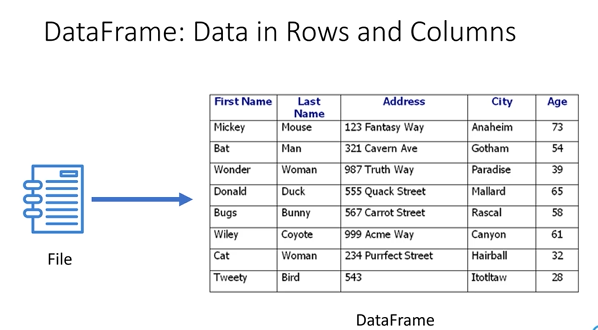 DataFrame: Data in Rows and Columns
First Name Last Name Address City Age
Mickey Mouse 123 Fantasy Way Anaheim 73
Bat Man 321 Cavern Ave Gotham 54
Wonder Woman 987 Truth Way Paradise 39
Donald Duck 555 Quack Street Mallard 65
Bugs Bunny 567 Carrot Street Rascal 58
Wiley Coyote 999 Acme Way Canyon 61
Cat Woman 234 Purrfect Street Hairball 32
Tweety Bird 543 Itotltaw 28
File
DataFrame